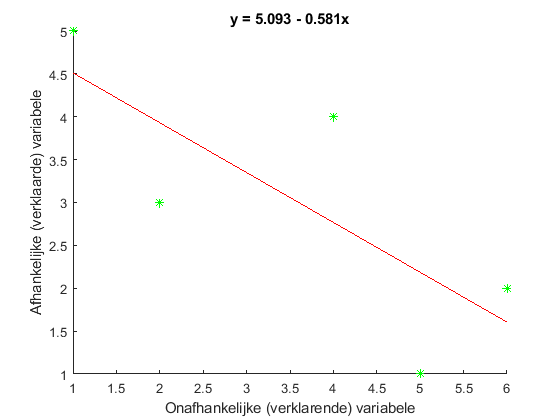 y = 5.093 - 0.581x
5
4.5
4
3.5
3
2.5
2
1.5
1
Afhankelijke (verklaarde) variabele
1 1.5 2 2.5 3 3.5 4 4.5 5 5.5 6
Onafhankelijke (verklarende) variabele